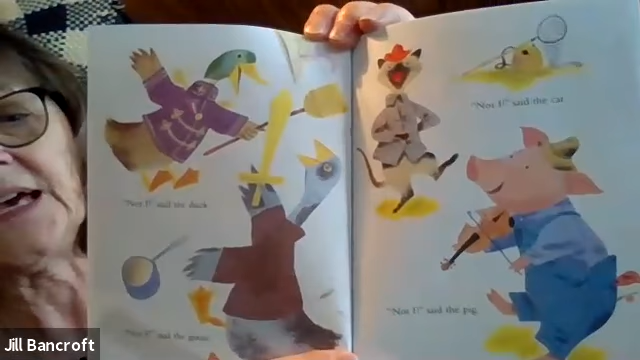 "Not I!" said the duck
"Not I!" said the goose
"Not I!" said the cat
"Not I!" said the pig
Jill Bancroft